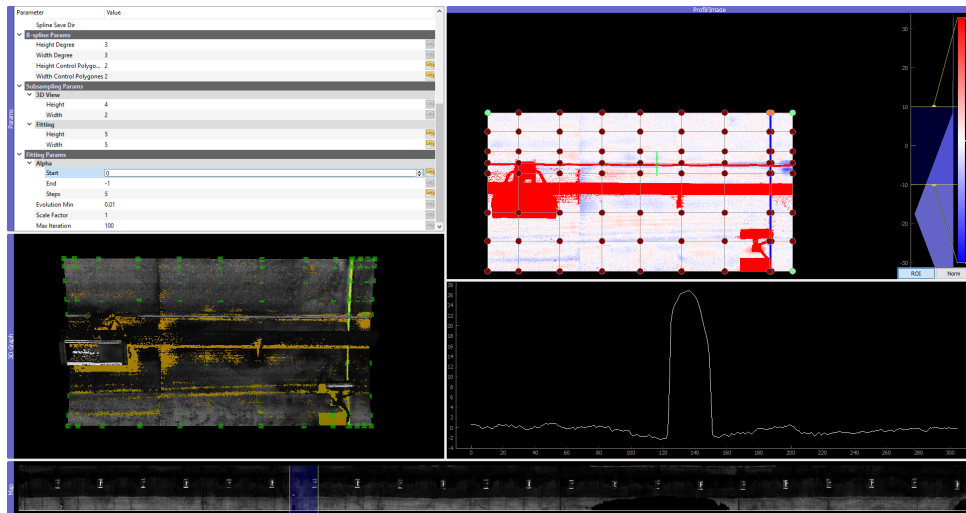 ProfilImage
Parameter Value
Spline Save Dir
B-spline Params
Height Degree 3
Width Degree 3
Height Control Polygo... 2
Width Control Polygones 2
Subsampling Params
3D View
Height 4
Width 2
Fitting
Height 5
Width 5
Fitting Params
Alpha
Start 0
End -1
Steps 5
Evolution Min 0.01
Scale Factor 1
Max Iteration 100
Params
30
20
10
0
-10
-20
-30
ROI Norm
3D Graph
28
26
24
22
20
18
16
14
12
10
8
6
4
2
0
-2
-4
0 20 40 60 80 100 120 140 160 180 200 220 240 260 280 300
Map